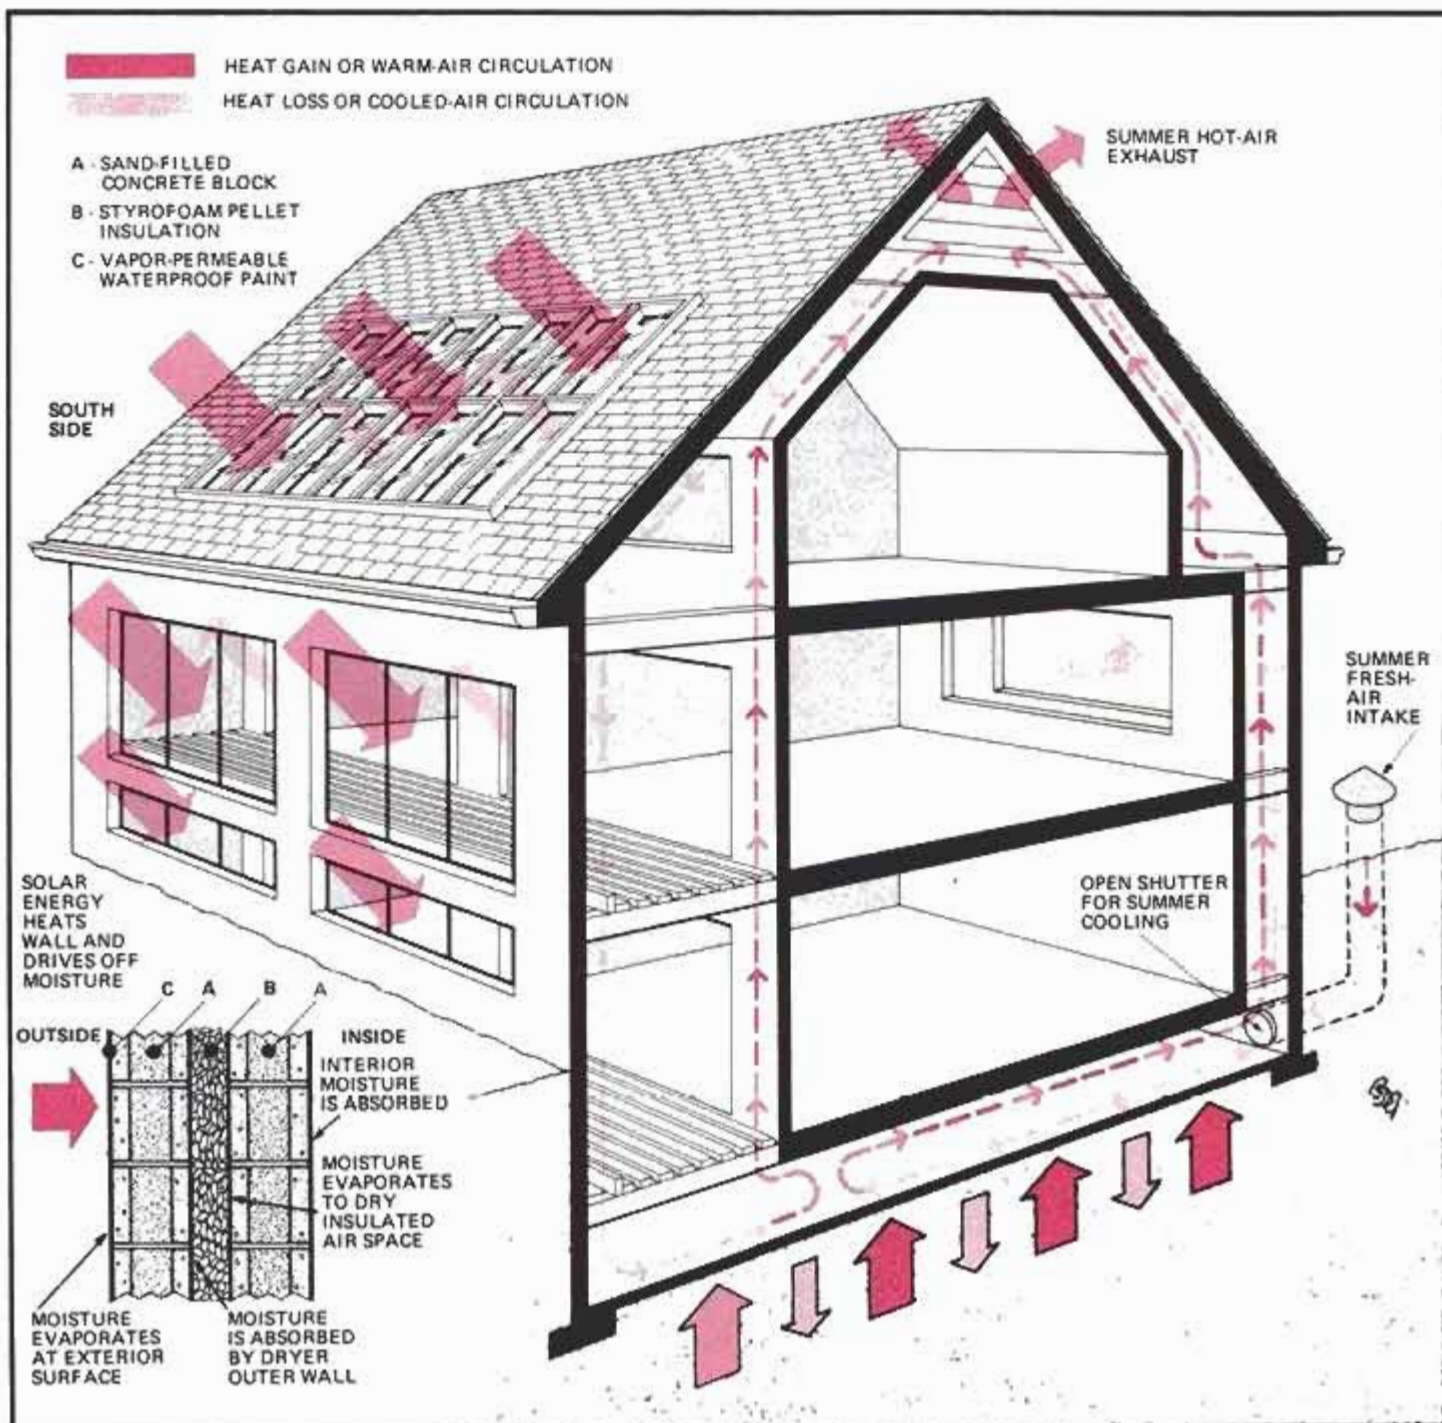 HEAT GAIN OR WARM-AIR CIRCULATION
HEAT LOSS OR COOLED-AIR CIRCULATION
A - SAND-FILLED
CONCRETE BLOCK
B - STYROFOAM PELLET
INSULATION
C - VAPOR-PERMEABLE
WATERPROOF PAINT
SUMMER HOT-AIR
EXHAUST
SOUTH
SIDE
SUMMER
FRESH-
AIR
INTAKE
OPEN SHUTTER
FOR SUMMER
COOLING
SOLAR
ENERGY
HEATS
WALL AND
DRIVES OFF
MOISTURE
C A B A
OUTSIDE
INSIDE
INTERIOR
MOISTURE
IS ABSORBED
MOISTURE
EVAPORATES
TO DRY
INSULATED
AIR SPACE
MOISTURE
EVAPORATES
AT EXTERIOR
SURFACE
MOISTURE
IS ABSORBED
BY DRYER
OUTER WALL